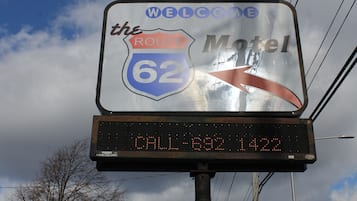 WELCOME
the
ROUTE
62
Motel
CALL-692 1422